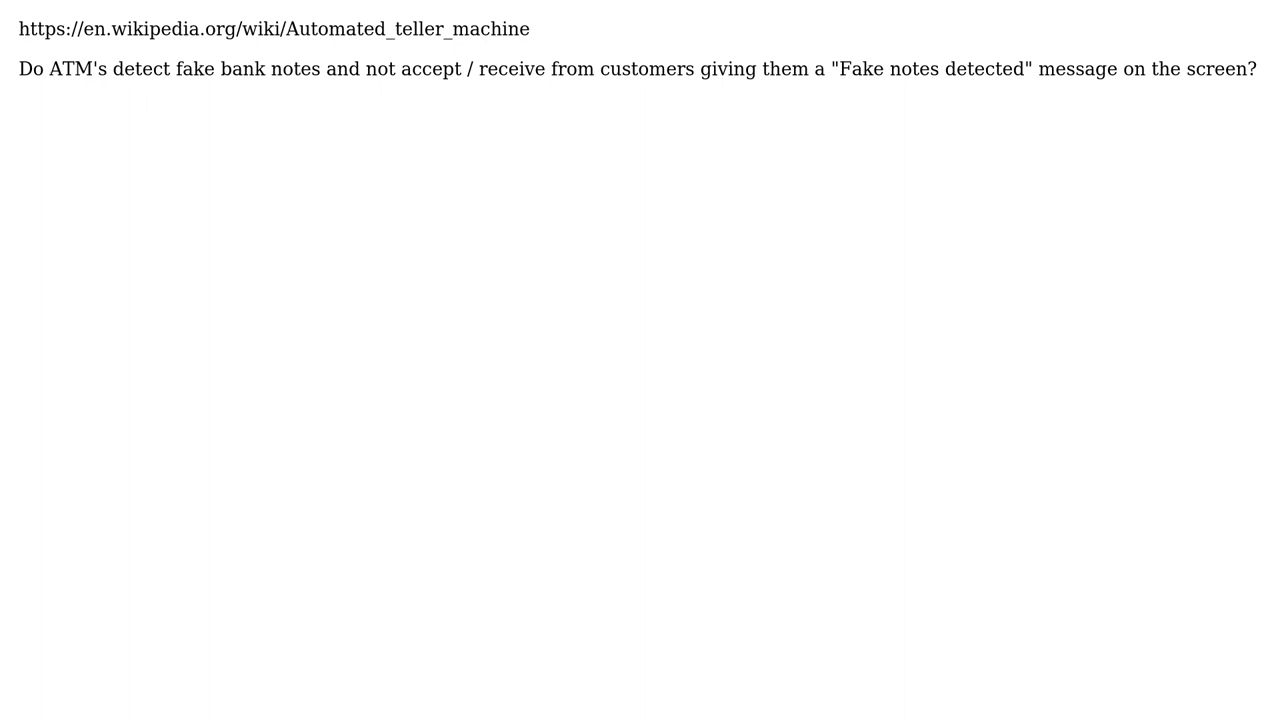 https://en.wikipedia.org/wiki/Automated_teller_machine
Do ATM's detect fake bank notes and not accept / receive from customers giving them a "Fake notes detected" message on the screen?